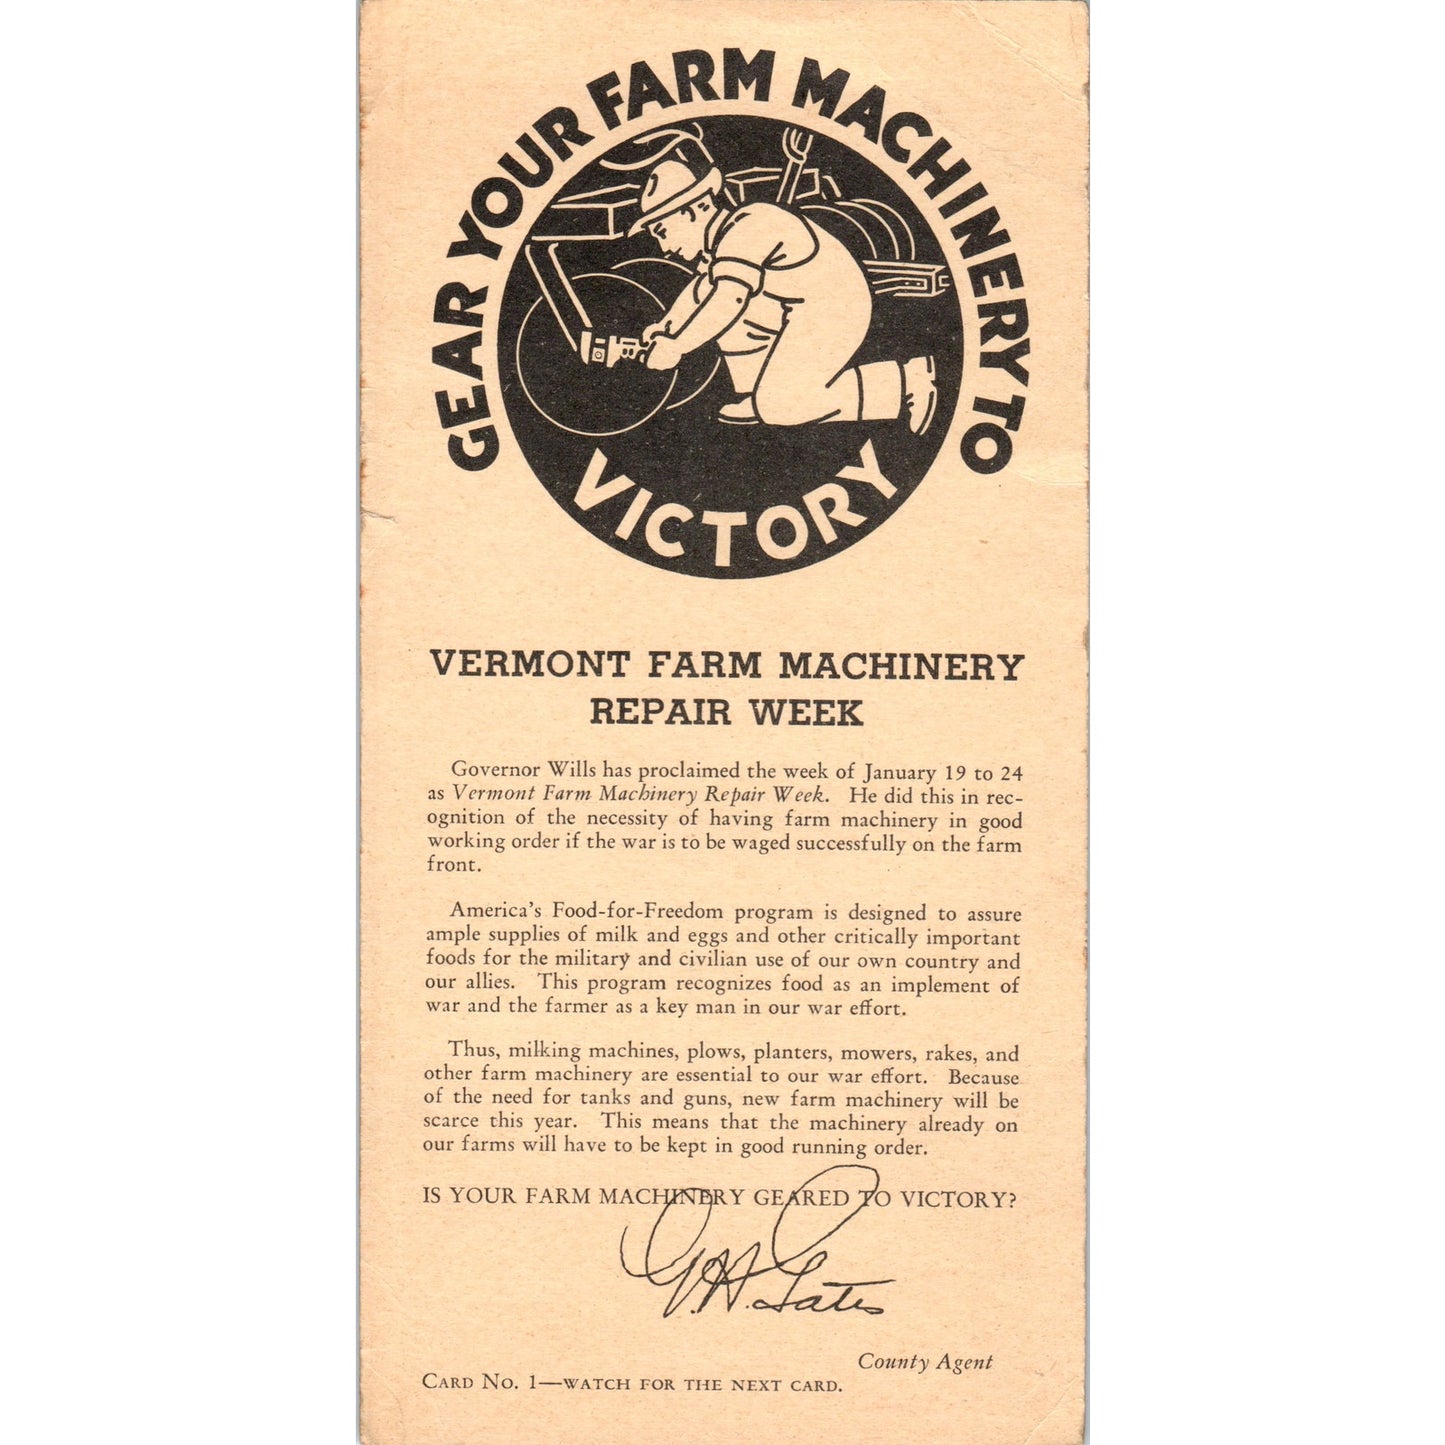 GEAR YOUR FARM MACHINERY TO
VICTORY
VERMONT FARM MACHINERY
REPAIR WEEK
Governor Wills has proclaimed the week of January 19 to 24
as Vermont Farm Machinery Repair Week. He did this in rec-
ognition of the necessity of having farm machinery in good
working order if the war is to be waged successfully on the farm
front.
America's Food-for-Freedom program is designed to assure
ample supplies of milk and eggs and other critically important
foods for the military and civilian use of our own country and
our allies. This program recognizes food as an implement of
war and the farmer as a key man in our war effort.
Thus, milking machines, plows, planters, mowers, rakes, and
other farm machinery are essential to our war effort. Because
of the need for tanks and guns, new farm machinery will be
scarce this year. This means that the machinery already on
our farms will have to be kept in good running order.
IS YOUR FARM MACHINERY GEARED TO VICTORY?
County Agent
CARD NO. 1—WATCH FOR THE NEXT CARD.